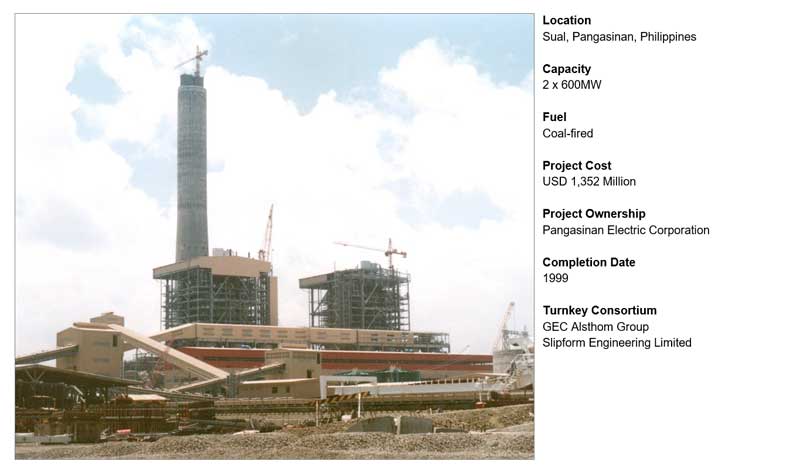 Location
Sual, Pangasinan, Philippines
Capacity
2 x 600MW
Fuel
Coal-fired
Project Cost
USD 1,352 Million
Project Ownership
Pangasinan Electric Corporation
Completion Date
1999
Turnkey Consortium
GEC Alsthom Group
Slipform Engineering Limited